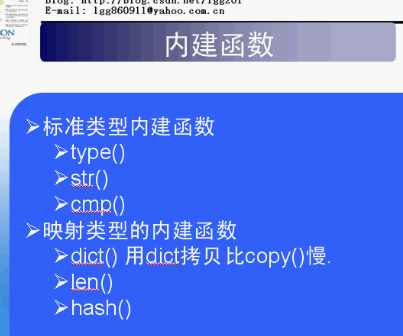 Blog: http://blog.csdn.net/lgg201
E-mail: lgg860911@yahoo.com.cn
ON
内建函数
➢标准类型内建函数
➢type()
➢str()
➢cmp()
➢映射类型的内建函数
➢dict() 用dict拷贝比copy()慢.
➢len()
➢hash()